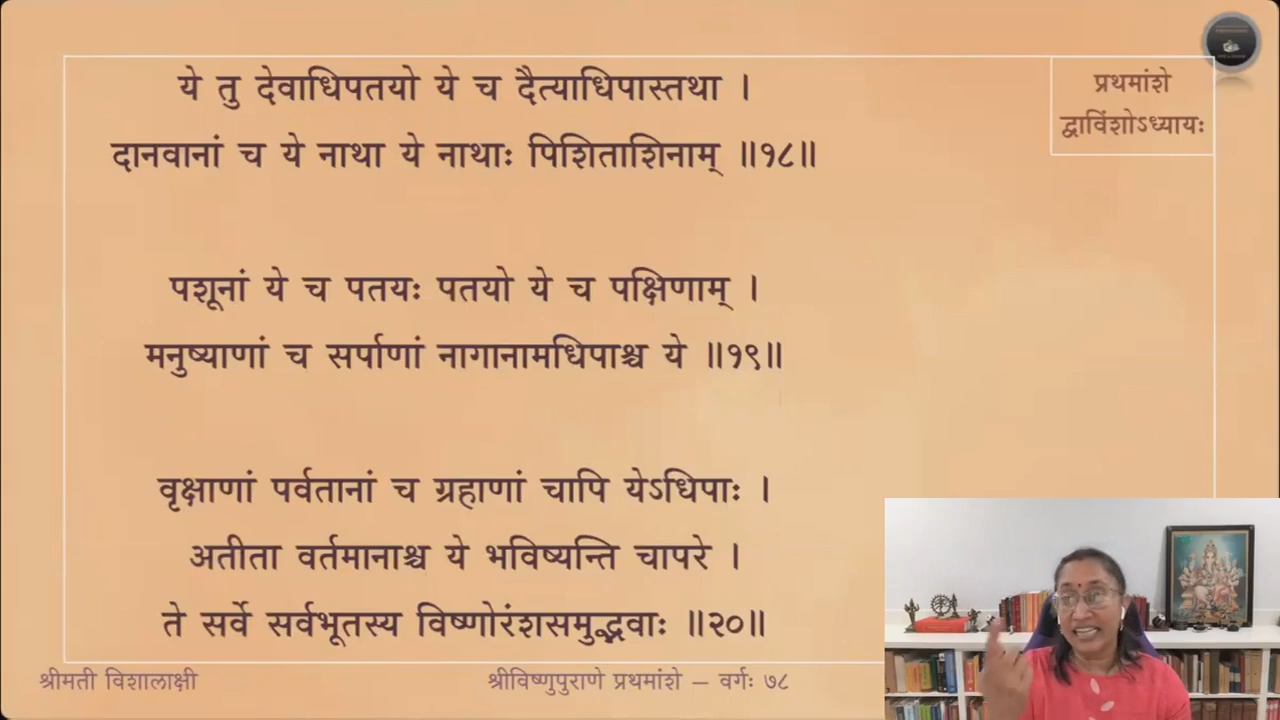 ये तु देवाधिपतयो ये च दैत्याधिपास्तथा ।
दानवानां च ये नाथा ये नाथाः पिशिताशिनाम् ॥१८॥
पशूनां ये च पतयः पतयो ये च पक्षिणाम् ।
मनुष्याणां च सर्पाणां नागानामधिपाश्च ये ॥१९॥
वृक्षाणां पर्वतानां च ग्रहाणां चापि येऽधिपाः ।
अतीता वर्तमानाश्च ये भविष्यन्ति चापरे ।
ते सर्वे सर्वभूतस्य विष्णोरंशसमुद्भवाः ॥२०॥
प्रथमांशे
द्वाविंशोऽध्यायः
श्रीमती विशालाक्षी
श्रीविष्णुपुराणे प्रथमांशे – वर्गः ७८